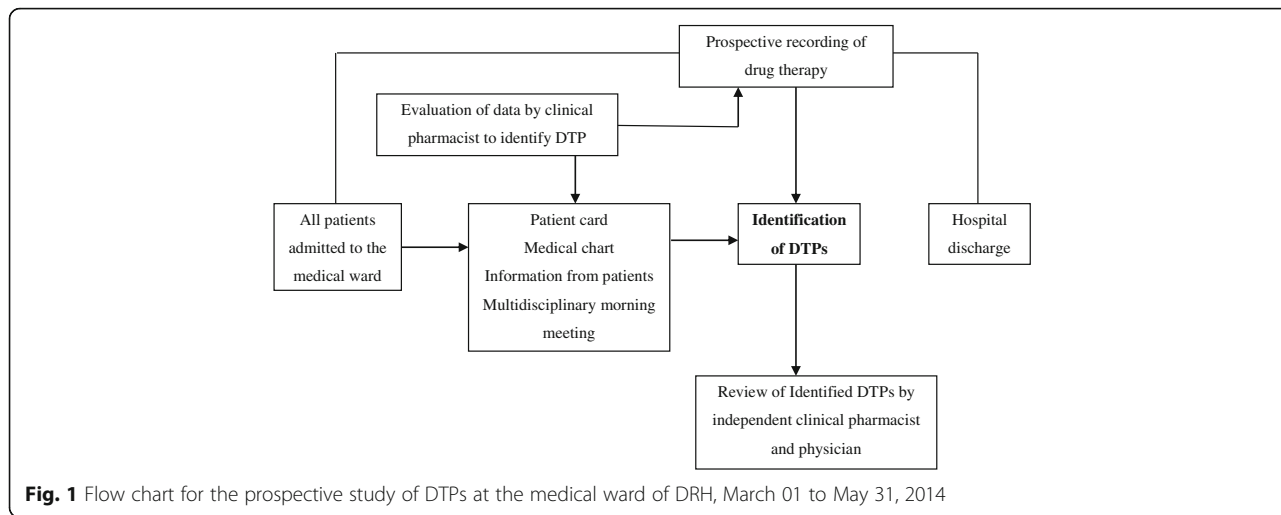 Prospective recording of
drug therapy
Evaluation of data by clinical
pharmacist to identify DTP
All patients
admitted to the
medical ward
Patient card
Medical chart
Information from patients
Multidisciplinary morning
meeting
Identification
of DTPs
Hospital
discharge
Review of Identified DTPs by
independent clinical pharmacist
and physician
Fig. 1 Flow chart for the prospective study of DTPs at the medical ward of DRH, March 01 to May 31, 2014